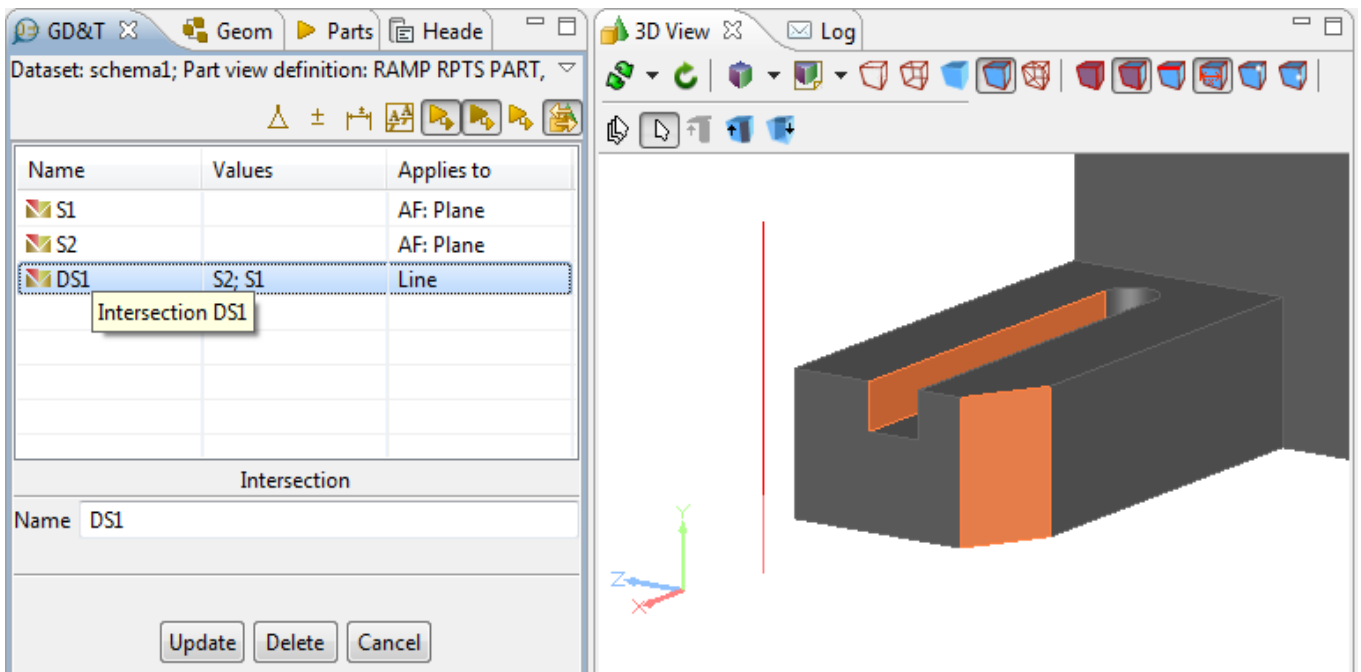 GD&T Geom Parts Heade
Dataset: schema1; Part view definition: RAMP RPTS PART,
Name Values Applies to
S1 AF: Plane
S2 AF: Plane
DS1 S2; S1 Line
Intersection DS1
Intersection
Name DS1
Update Delete Cancel
3D View Log
Y
Z
X